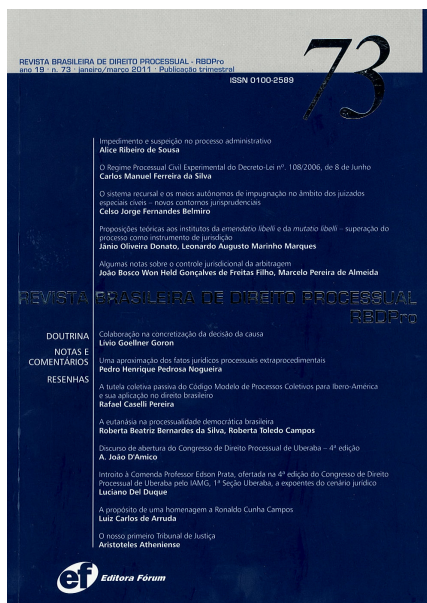 REVISTA BRASILEIRA DE DIREITO PROCESSUAL - RBDPro
ano 19 · n. 73 · janeiro/março 2011 · Publicação trimestral
73
ISSN 0100-2589
Impedimento e suspeição no processo administrativo
Alice Ribeiro de Sousa
O Regime Processual Civil Experimental do Decreto-Lei nº. 108/2006, de 8 de Junho
Carlos Manuel Ferreira da Silva
O sistema recursal e os meios autônomos de impugnação no âmbito dos juizados
especiais cíveis – novos contornos jurisprudenciais
Celso Jorge Fernandes Belmiro
Proposições teóricas aos institutos da emendatio libelli e da mutatio libelli – superação do
processo como instrumento de jurisdição
Jânio Oliveira Donato, Leonardo Augusto Marinho Marques
Algumas notas sobre o controle jurisdicional da arbitragem
João Bosco Won Held Gonçalves de Freitas Filho, Marcelo Pereira de Almeida
REVISTA BRASILEIRA DE DIREITO PROCESSUAL
RBDPro
DOUTRINA
NOTAS E
COMENTÁRIOS
RESENHAS
Colaboração na concretização da decisão da causa
Livio Goellner Goron
Uma aproximação dos fatos jurídicos processuais extraprocedimentais
Pedro Henrique Pedrosa Nogueira
A tutela coletiva passiva do Código Modelo de Processos Coletivos para Ibero-América
e sua aplicação no direito brasileiro
Rafael Caselli Pereira
A eutanásia na processualidade democrática brasileira
Roberta Beatriz Bernardes da Silva, Roberta Toledo Campos
Discurso de abertura do Congresso de Direito Processual de Uberaba – 4ª edição
A. João D'Amico
Introito à Comenda Professor Edson Prata, ofertada na 4ª edição do Congresso de Direito
Processual de Uberaba pelo IAMG, 1ª Seção Uberaba, a expoentes do cenário jurídico
Luciano Del Duque
A propósito de uma homenagem a Ronaldo Cunha Campos
Luiz Carlos de Arruda
O nosso primeiro Tribunal de Justiça
Aristoteles Atheniense
ef Editora Fórum